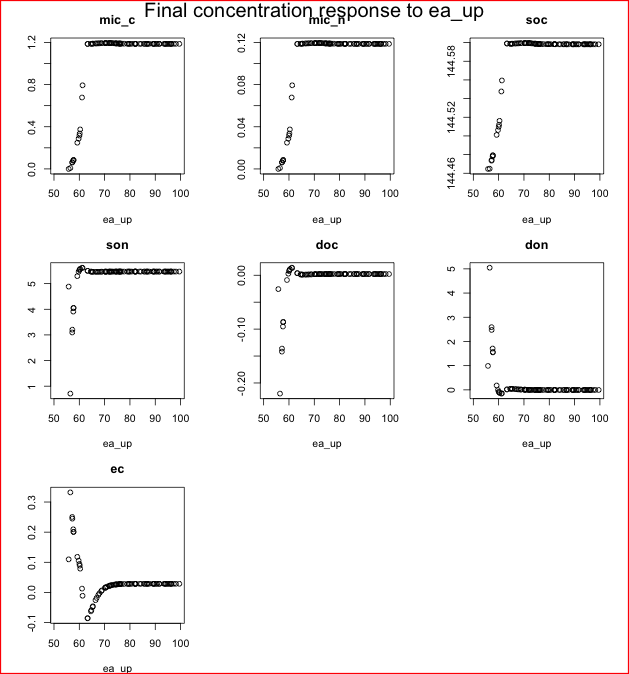 Final concentration response to ea_up
mic_c
mic_n
soc
0.0 0.4 0.8 1.2
50 60 70 80 90 100
ea_up
0.00 0.04 0.08 0.12
50 60 70 80 90 100
ea_up
144.46 144.52 144.58
50 60 70 80 90 100
ea_up
son
doc
don
1 2 3 4 5
50 60 70 80 90 100
ea_up
-0.20 -0.10 0.00
50 60 70 80 90 100
ea_up
0 1 2 3 4 5
50 60 70 80 90 100
ea_up
ec
-0.1 0.0 0.1 0.2 0.3
50 60 70 80 90 100
ea_up